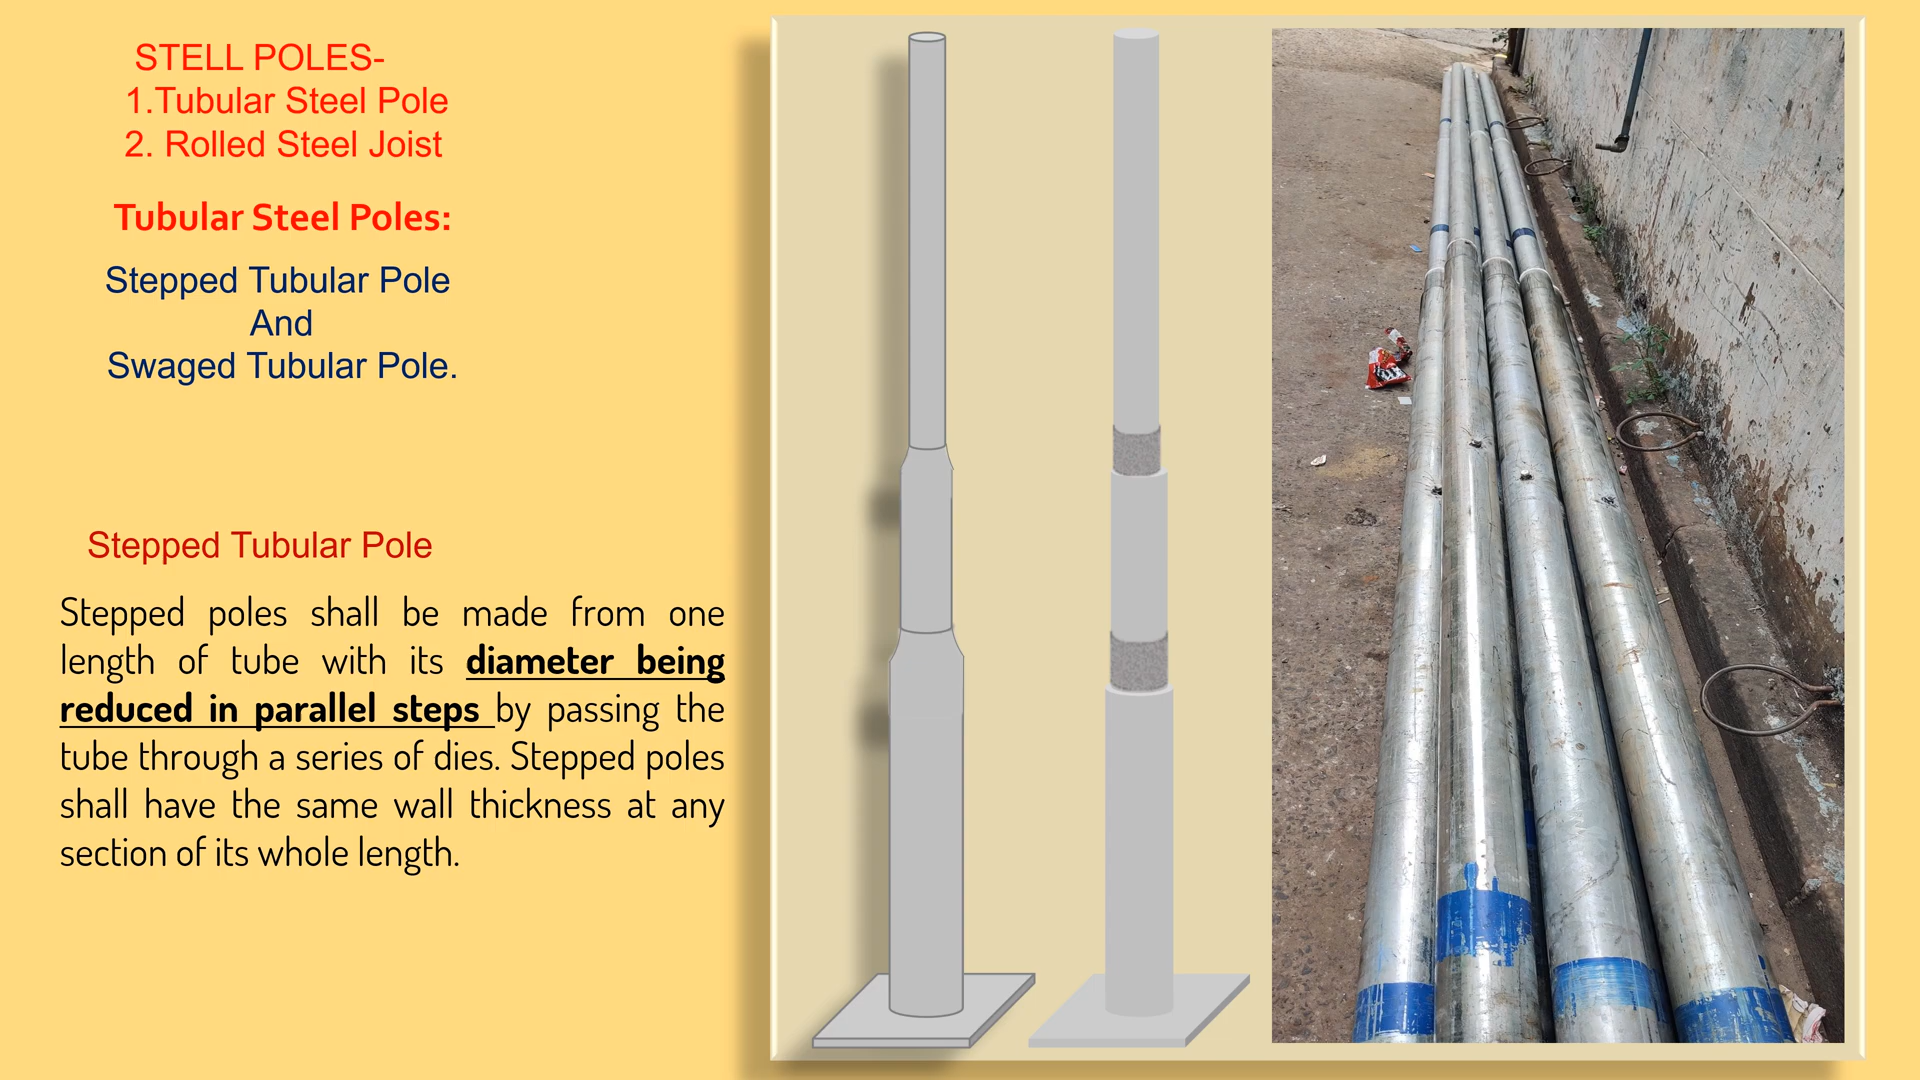 STELL POLES-
1.Tubular Steel Pole
2. Rolled Steel Joist
Tubular Steel Poles:
Stepped Tubular Pole
And
Swaged Tubular Pole.
Stepped Tubular Pole
Stepped poles shall be made from one
length of tube with its diameter being
reduced in parallel steps by passing the
tube through a series of dies. Stepped poles
shall have the same wall thickness at any
section of its whole length.